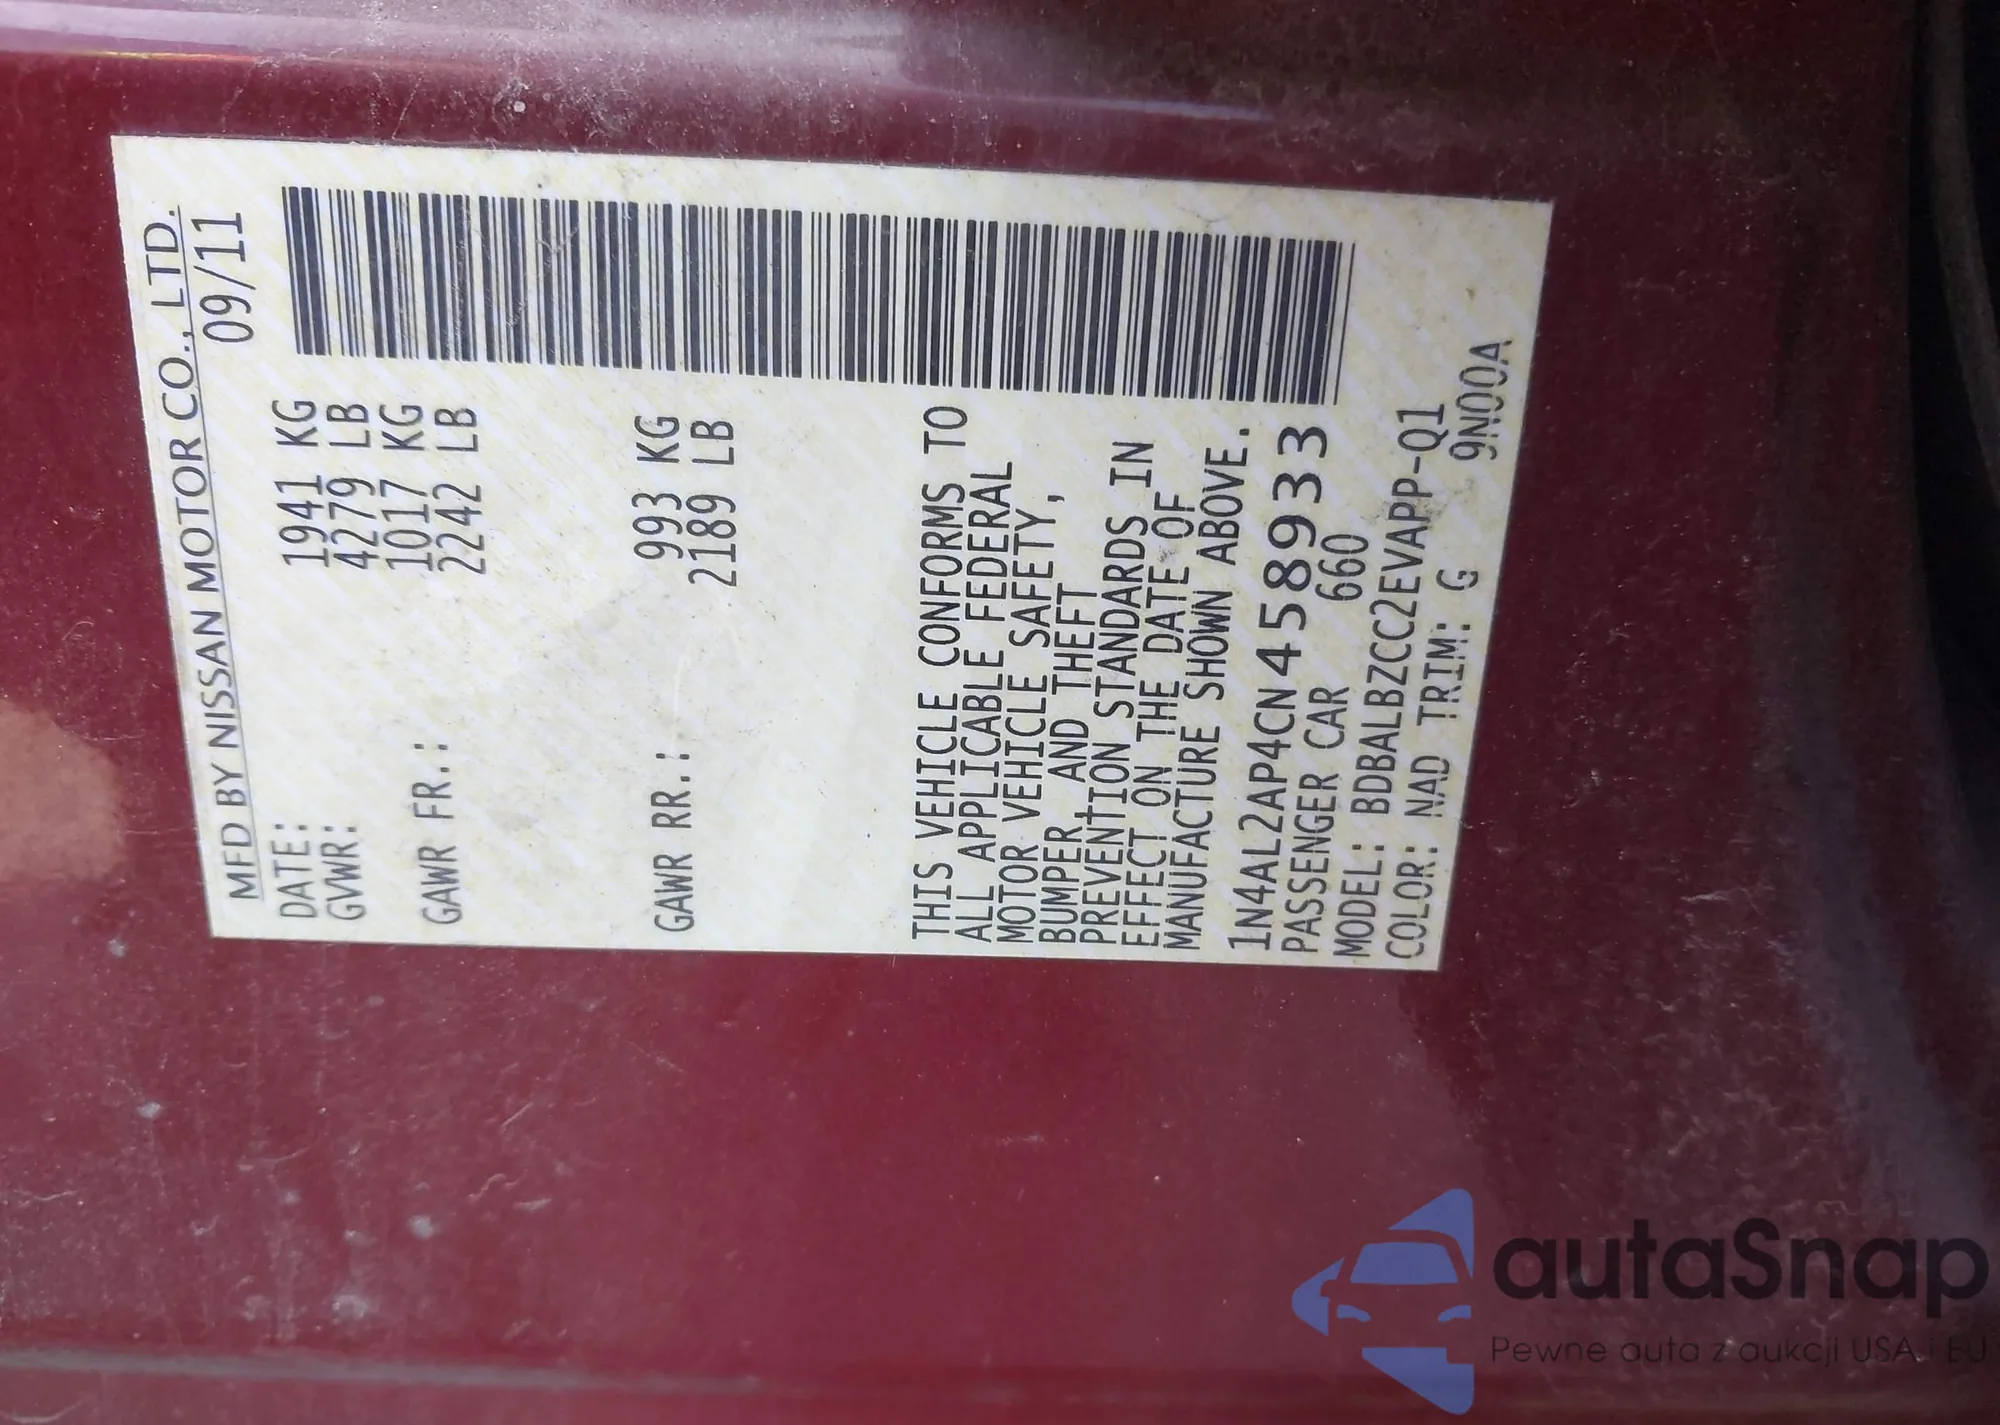 MFD BY NISSAN MOTOR CO., LTD.
DATE: 09/11
GVWR: 1941 KG
4279 LB
GAWR FR.: 1017 KG
2242 LB
GAWR RR.: 993 KG
2189 LB
THIS VEHICLE CONFORMS TO
ALL APPLICABLE FEDERAL
MOTOR VEHICLE SAFETY,
BUMPER, AND THEFT
PREVENTION STANDARDS IN
EFFECT ON THE DATE OF
MANUFACTURE SHOWN ABOVE.
1N4AL2AP4CN458933
PASSENGER CAR 660
MODEL: BDBALBZCC2EVAPP-Q1
COLOR: NAD TRIM: G 9N00A
autaSnap
Pewne auta z aukcji USA i EU